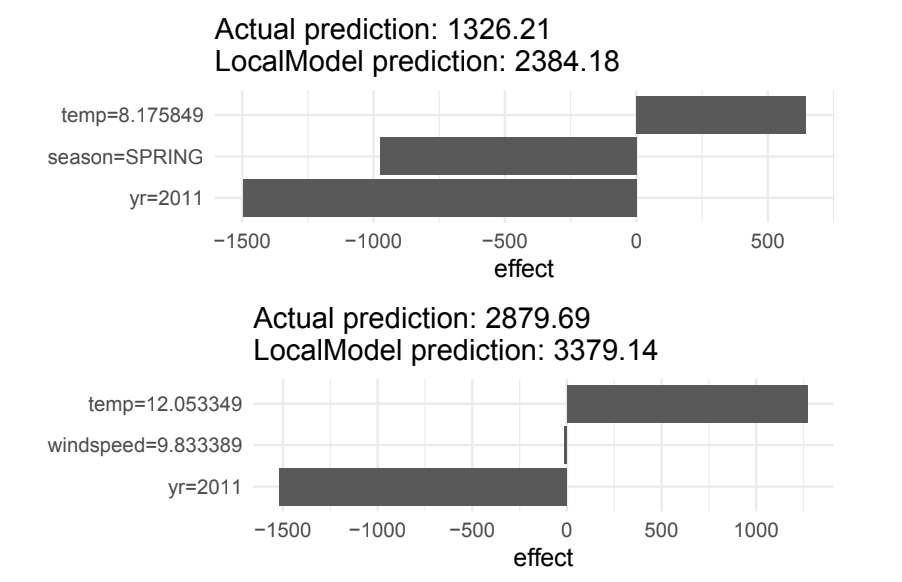 Actual prediction: 1326.21
LocalModel prediction: 2384.18
temp=8.175849
season=SPRING
yr=2011
−1500 −1000 −500 0 500
effect
Actual prediction: 2879.69
LocalModel prediction: 3379.14
temp=12.053349
windspeed=9.833389
yr=2011
−1500 −1000 −500 0 500 1000
effect